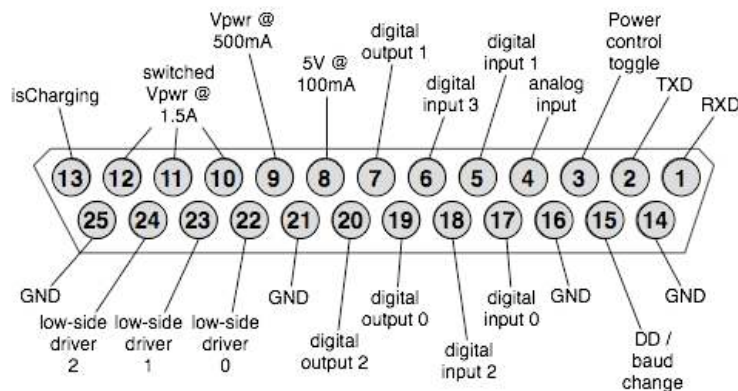 Vpwr @
500mA
5V @
100mA
digital
output 1
digital
input 3
digital
input 1
analog
input
Power
control
toggle
TXD
RXD
isCharging
switched
Vpwr @
1.5A
13 12 11 10 9 8 7 6 5 4 3 2 1
25 24 23 22 21 20 19 18 17 16 15 14
GND
low-side
driver
2
low-side
driver
1
low-side
driver
0
GND
digital
output 2
digital
output 0
digital
input 2
digital
input 0
GND
DD /
baud
change
GND